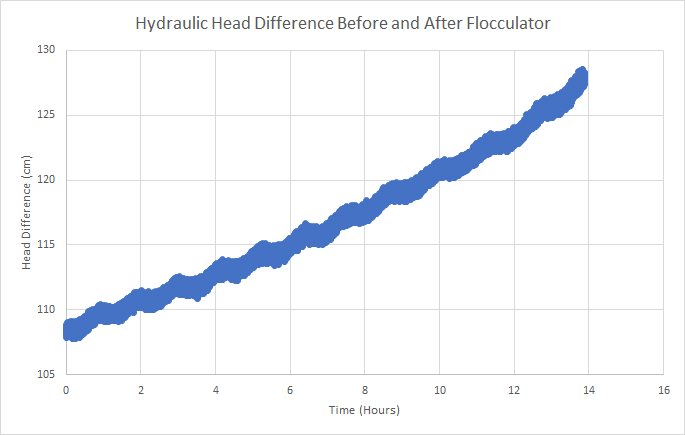 Hydraulic Head Difference Before and After Flocculator
130
125
120
115
110
105
Head Difference (cm)
0 2 4 6 8 10 12 14 16
Time (Hours)